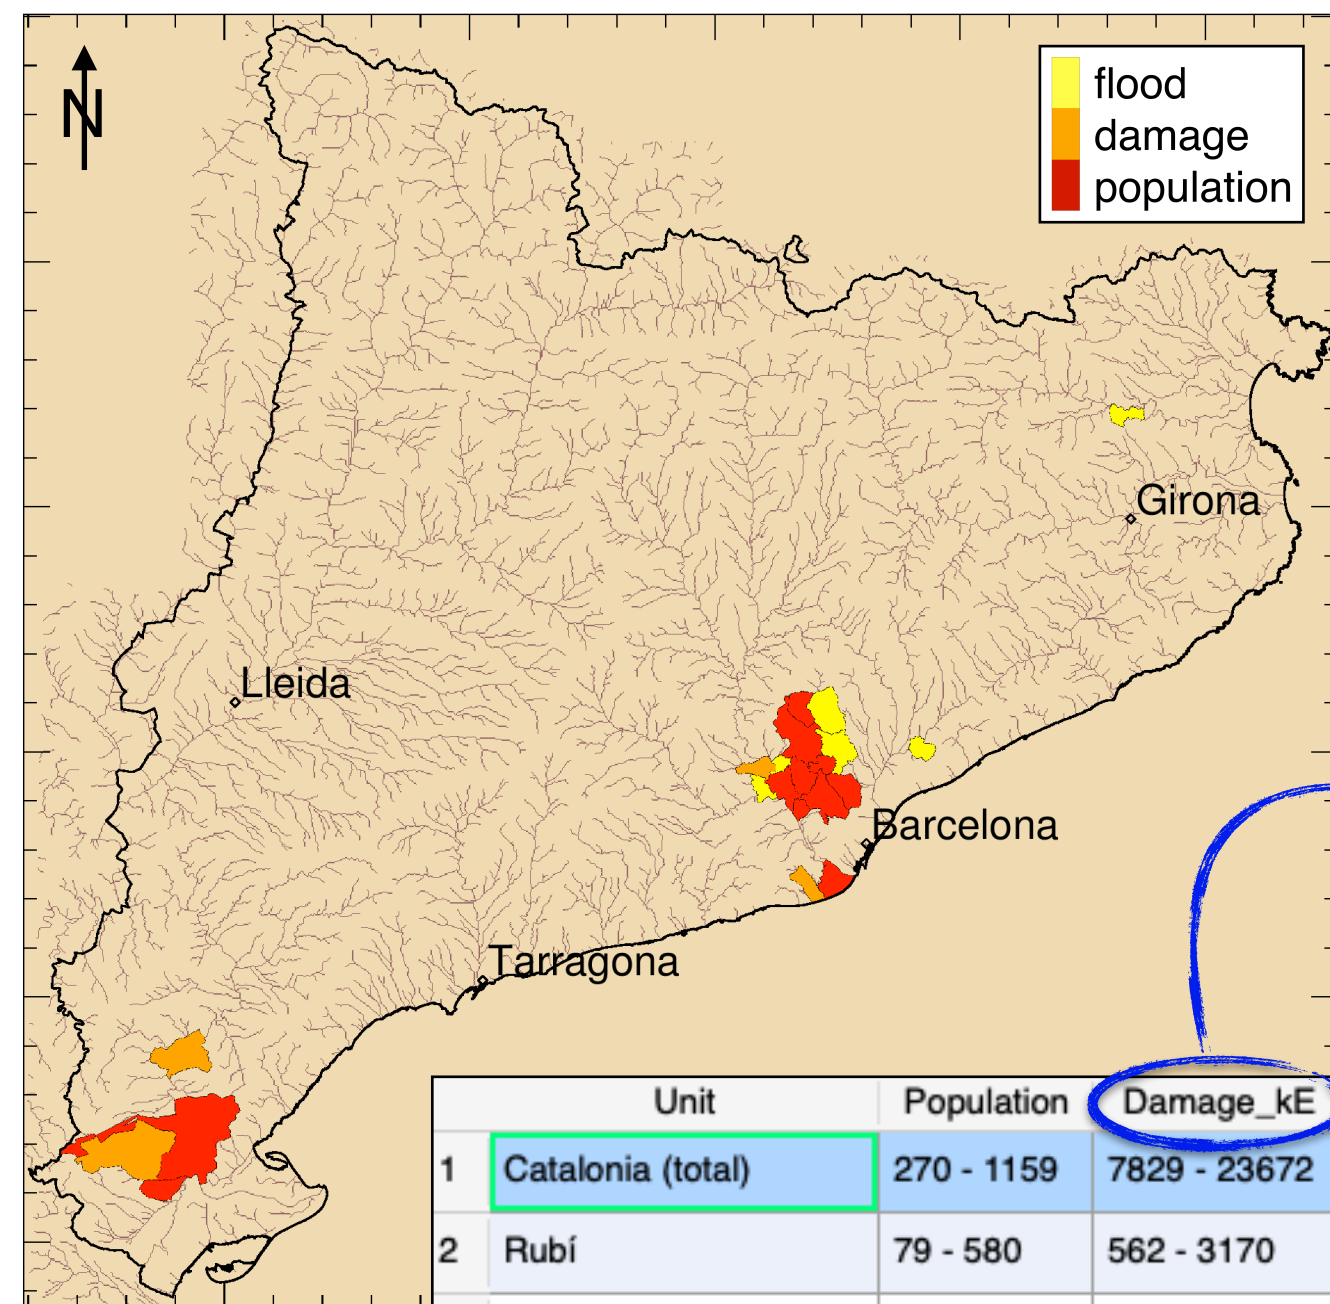 N
flood
damage
population
Girona
Lleida
Barcelona
Tarragona
Unit Population Damage_kE
1 Catalonia (total) 270 - 1159 7829 - 23672
2 Rubí 79 - 580 562 - 3170